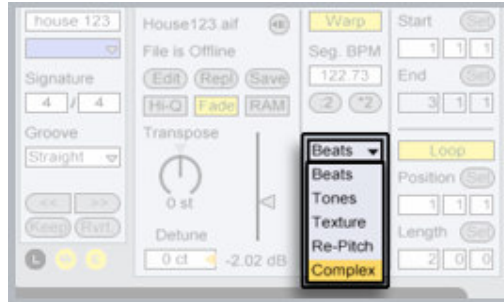 house 123
Signature
4 / 4
Groove
Straight
<< >>
Keep Rvrt.
L
House123.aif
File is Offline
Edit Repl Save
Hi-Q Fade RAM
Transpose
0 st
Detune
0 ct -2.02 dB
Warp
Seg. BPM
122.73
:2 *2
Beats
Beats
Tones
Texture
Re-Pitch
Complex
Start Set
1 1 1
End Set
3 1 1
Loop
Position Set
1 1 1
Length Set
2 0 0